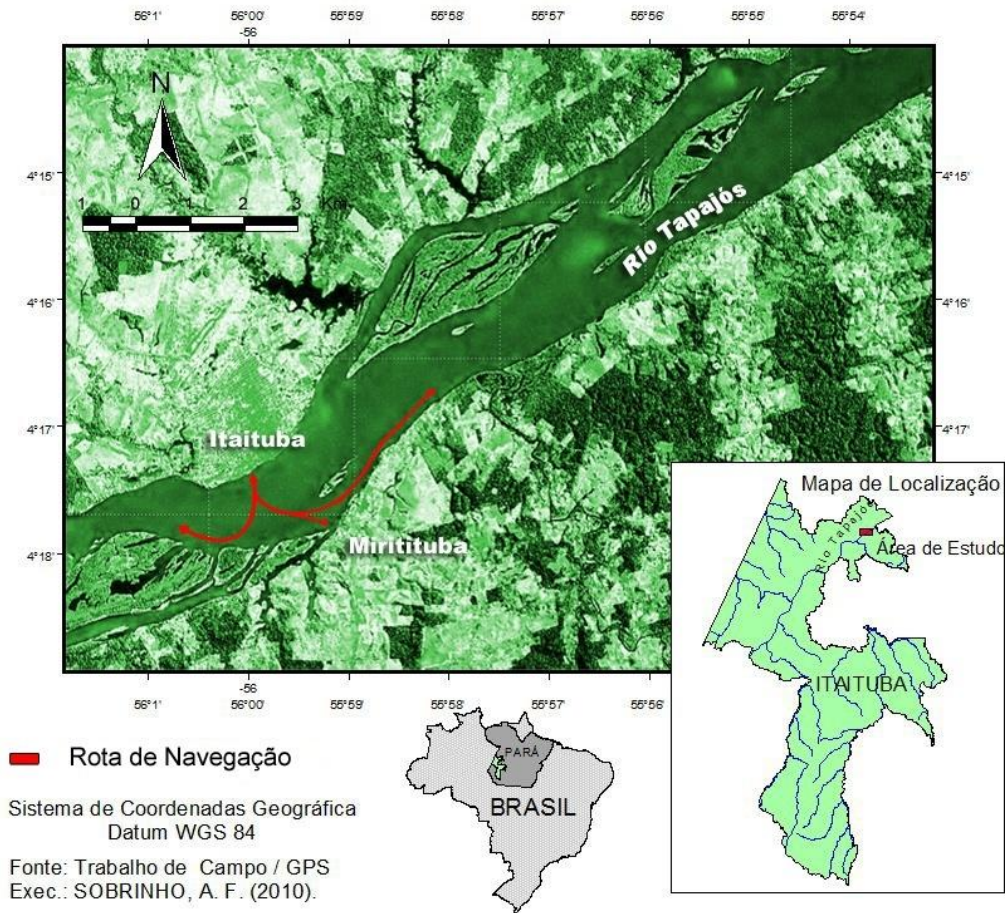 56°1' 56°00 55°59' 55°58' 55°57' 55°56' 55°55' 55°54'
-56
N
4°15' 4°15'
1 0 1 2 3 Km
Rio Tapajós
4°16' 4°16'
4°17' 4°17'
Itaituba
Mapa de Localização
Rio Tapajós
Área de Estudo
Miritituba
4°18'
ITAITUBA
56°1' 56°00 55°59' 55°58' 55°57' 55°56'
-56
Rota de Navegação
PARÁ
BRASIL
Sistema de Coordenadas Geográfica
Datum WGS 84
Fonte: Trabalho de Campo / GPS
Exec.: SOBRINHO, A. F. (2010).